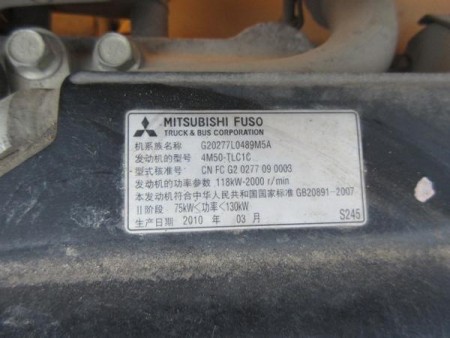 MITSUBISHI FUSO
TRUCK & BUS CORPORATION
机系族名称 G20277L0489M5A
发动机的型号 4M50-TLC1C
型式核准号: CN FC G2 0277 09 0003
发动机的功率参数 118kW-2000 r/min
本发动机符合中华人民共和国国家标准 GB20891-2007
II阶段 75kW<功率<130kW
生产日期 2010 年 03 月 S245